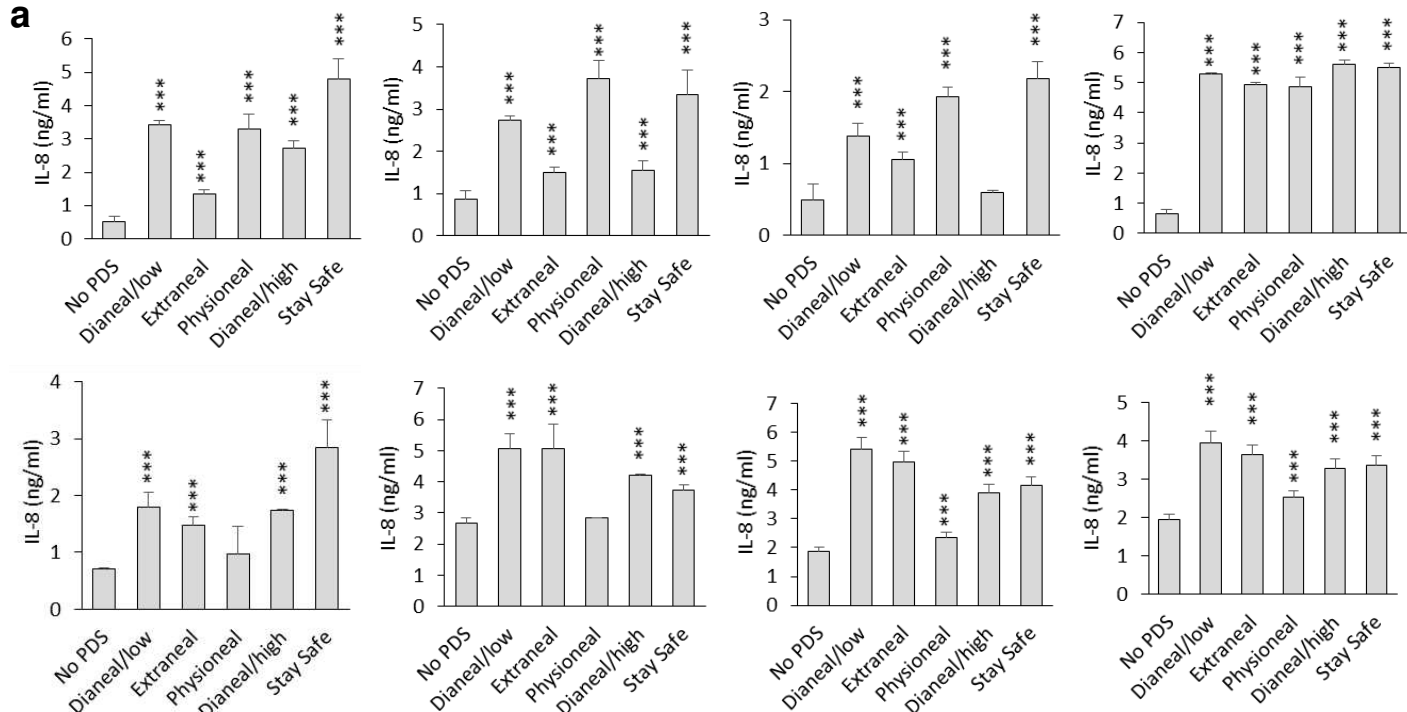 a
IL-8 (ng/ml)
6
5
4
3
2
1
0
***
***
***
***
***
No PDS
Dianeal/low
Extraneal
Physioneal
Dianeal/high
Stay Safe
IL-8 (ng/ml)
5
4
3
2
1
0
***
***
***
***
***
No PDS
Dianeal/low
Extraneal
Physioneal
Dianeal/high
Stay Safe
IL-8 (ng/ml)
3
2
1
0
***
***
***
***
No PDS
Dianeal/low
Extraneal
Physioneal
Dianeal/high
Stay Safe
IL-8 (ng/ml)
7
6
5
4
3
2
1
0
***
***
***
***
***
No PDS
Dianeal/low
Extraneal
Physioneal
Dianeal/high
Stay Safe
IL-8 (ng/ml)
4
3
2
1
0
***
***
***
***
No PDS
Dianeal/low
Extraneal
Physioneal
Dianeal/high
Stay Safe
IL-8 (ng/ml)
7
6
5
4
3
2
1
0
***
***
***
***
No PDS
Dianeal/low
Extraneal
Physioneal
Dianeal/high
Stay Safe
IL-8 (ng/ml)
7
6
5
4
3
2
1
0
***
***
***
***
***
No PDS
Dianeal/low
Extraneal
Physioneal
Dianeal/high
Stay Safe
IL-8 (ng/ml)
5
4
3
2
1
0
***
***
***
***
***
No PDS
Dianeal/low
Extraneal
Physioneal
Dianeal/high
Stay Safe